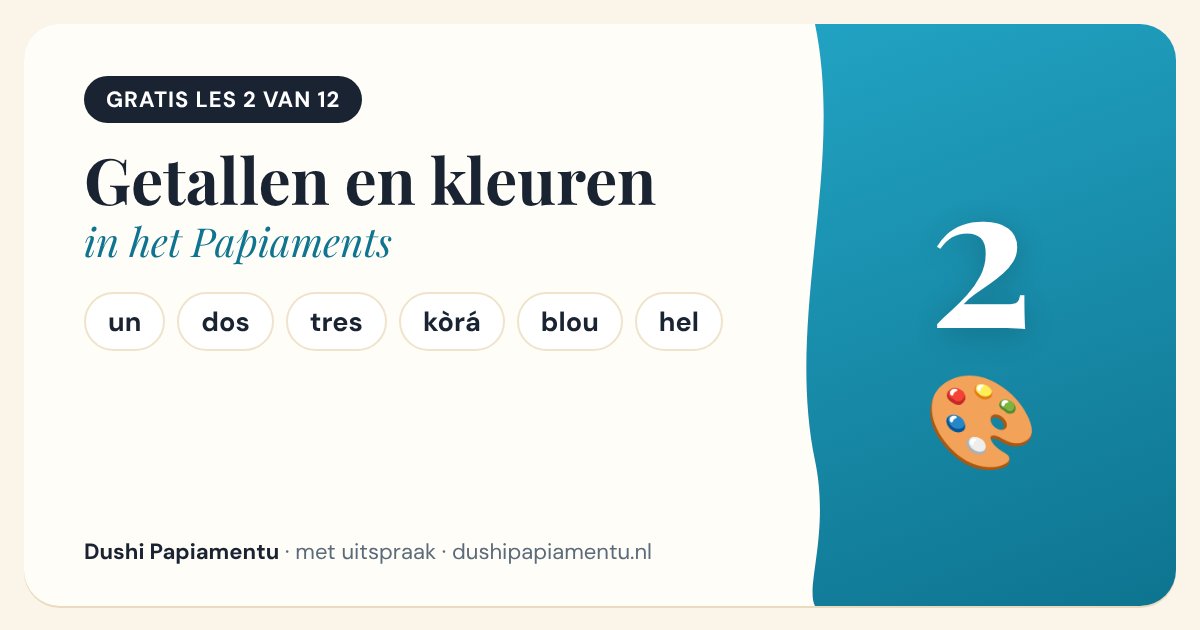 GRATIS LES 2 VAN 12
Getallen en kleuren
in het Papiaments
un dos tres kòrá blou hel
Dushi Papiamentu · met uitspraak · dushipapiamentu.nl
2